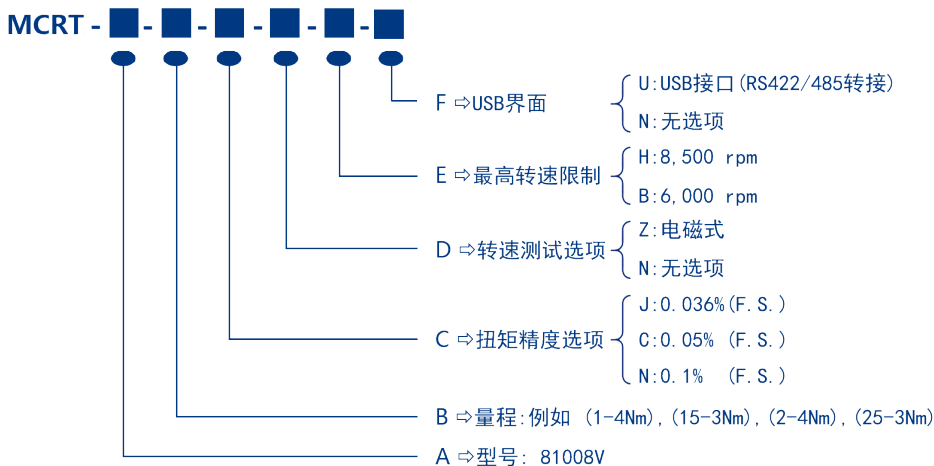 MCRT - ■ - ■ - ■ - ■ - ■ - ■
F ⇨USB界面
U:USB接口(RS422/485转接)
N:无选项
E ⇨最高转速限制
H:8,500 rpm
B:6,000 rpm
D ⇨转速测试选项
Z:电磁式
N:无选项
C ⇨扭矩精度选项
J:0.036%(F.S.)
C:0.05% (F.S.)
N:0.1% (F.S.)
B ⇨量程:例如 (1-4Nm),(15-3Nm),(2-4Nm),(25-3Nm)
A ⇨型号: 81008V